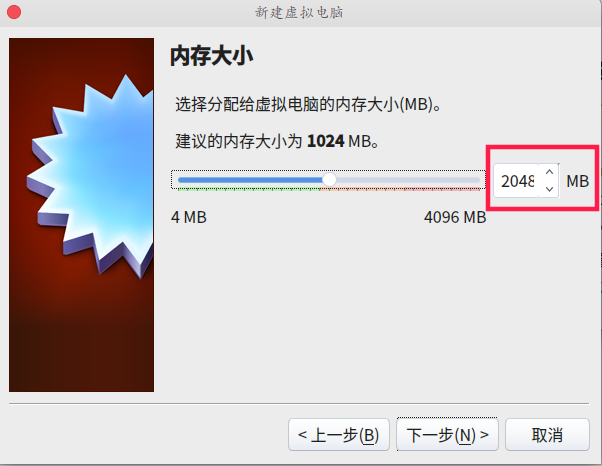 新建虚拟电脑
内存大小
选择分配给虚拟电脑的内存大小(MB)。
建议的内存大小为 1024 MB。
2048 MB
4 MB 4096 MB
< 上一步(B) 下一步(N) > 取消